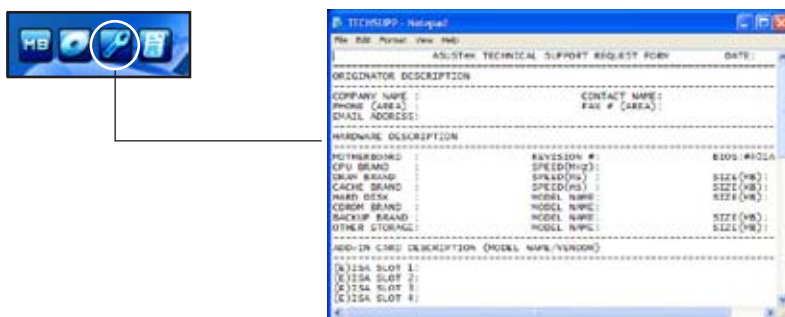 MB
TECHSUPP - Notepad
File Edit Format View Help
ASUSTeK TECHNICAL SUPPORT REQUEST FORM DATE:
ORIGINATOR DESCRIPTION
COMPANY NAME : CONTACT NAME:
PHONE (AREA) : FAX # (AREA):
EMAIL ADDRESS:
HARDWARE DESCRIPTION
MOTHERBOARD : REVISION #: BIOS:
CPU BRAND : SPEED(MHz):
DRAM BRAND : SPEED(ns) : SIZE(MB):
CACHE BRAND : SPEED(ns) : SIZE(KB):
HARD DISK : MODEL NAME: SIZE(MB):
CDROM BRAND : MODEL NAME:
BACKUP BRAND : MODEL NAME: SIZE(MB):
OTHER STORAGE: MODEL NAME: SIZE(MB):
ADD-IN CARD DESCRIPTION (MODEL NAME/VENDOR)
(E)ISA SLOT 1:
(E)ISA SLOT 2:
(E)ISA SLOT 3:
(E)ISA SLOT 4: